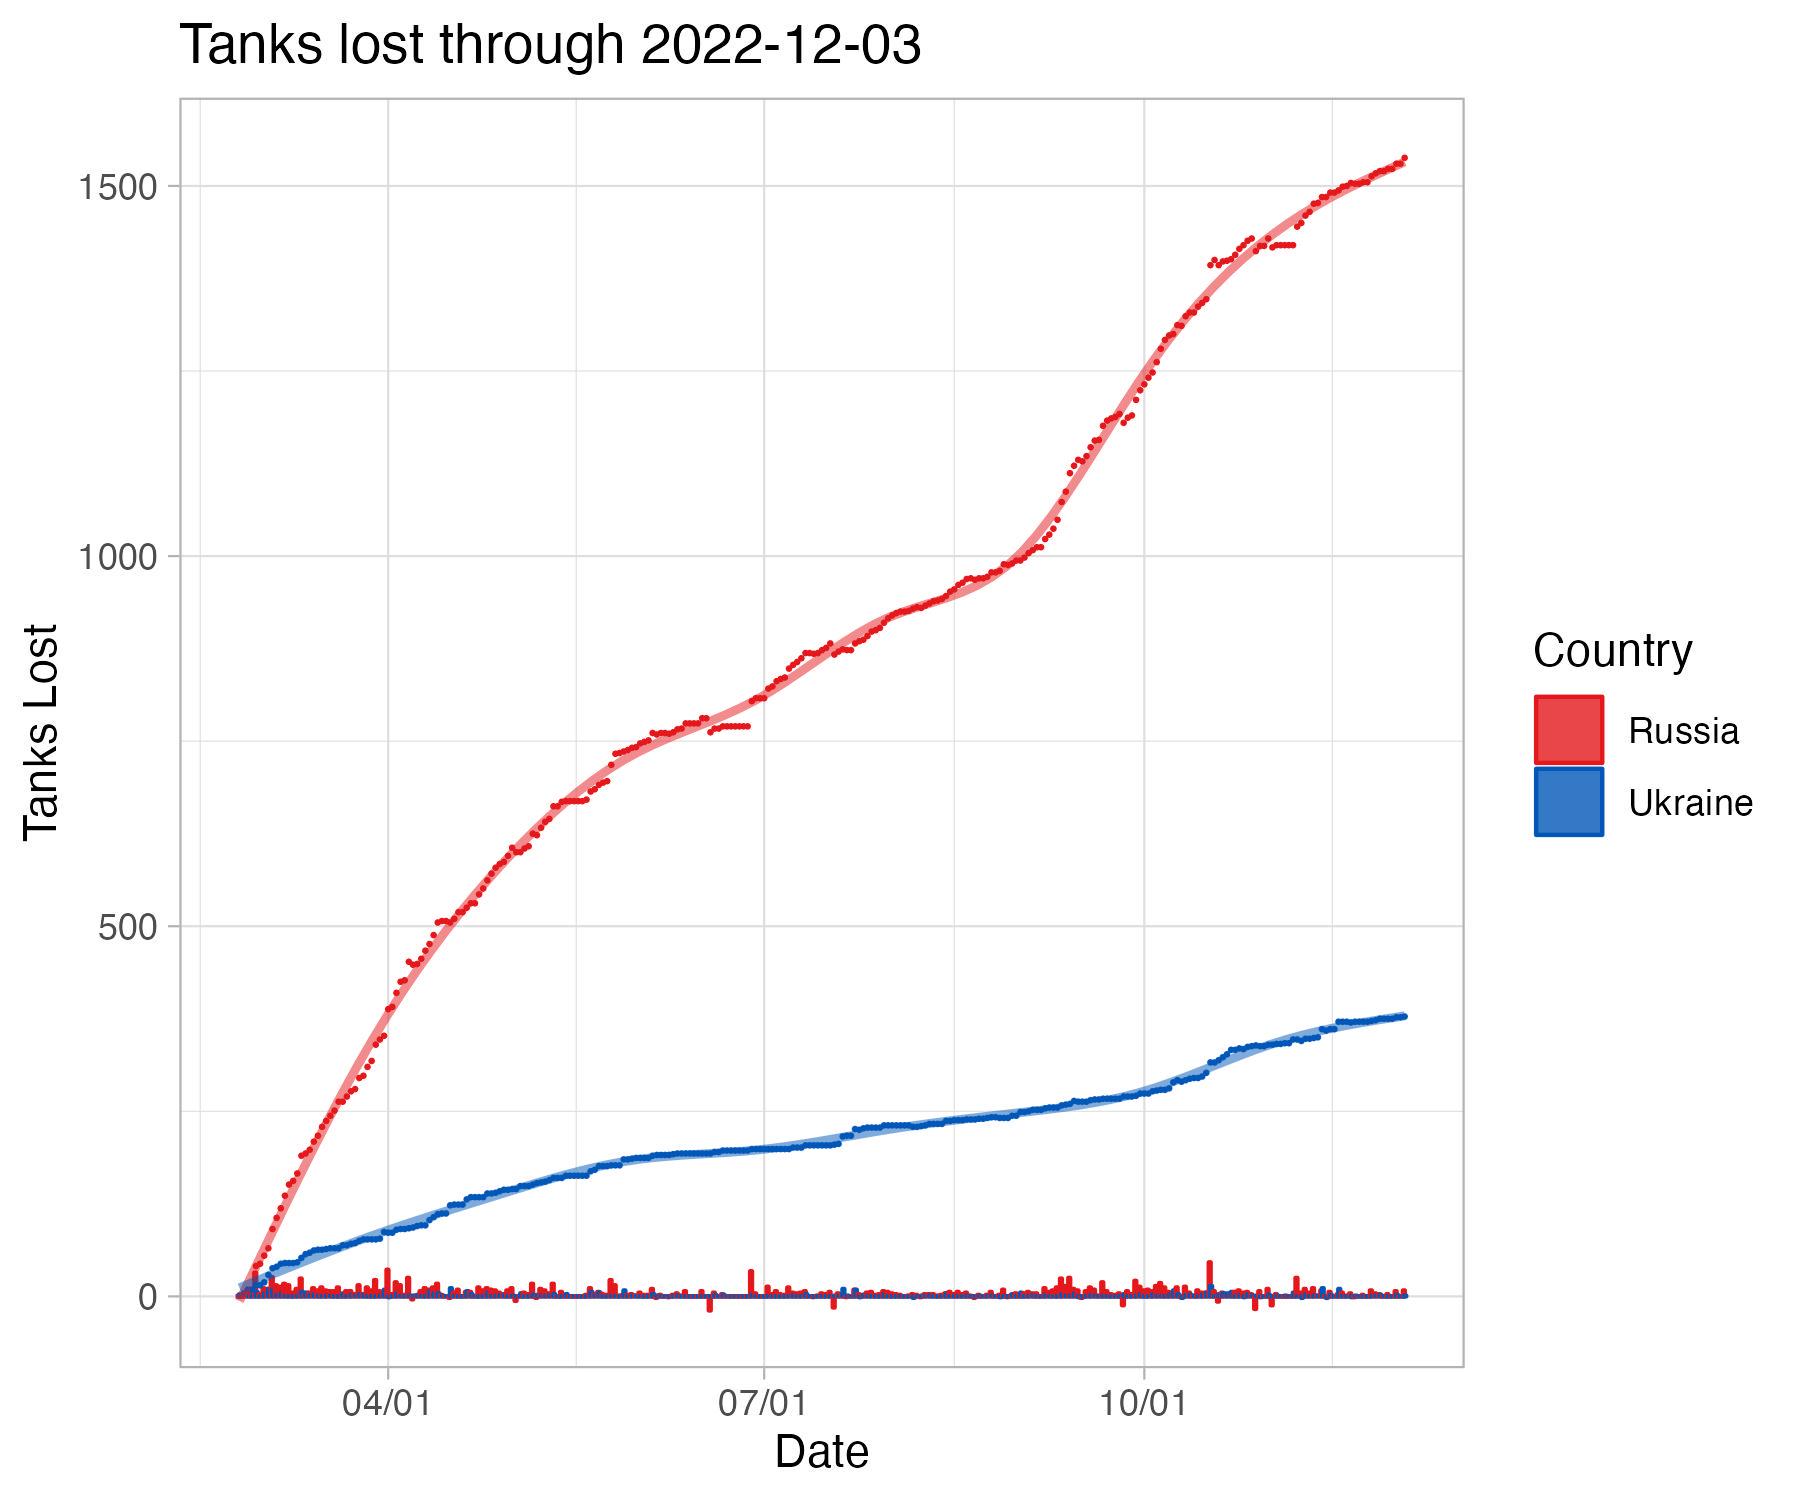 Tanks lost through 2022-12-03
1500
1000
500
0
Tanks Lost
04/01
07/01
10/01
Date
Country
Russia
Ukraine